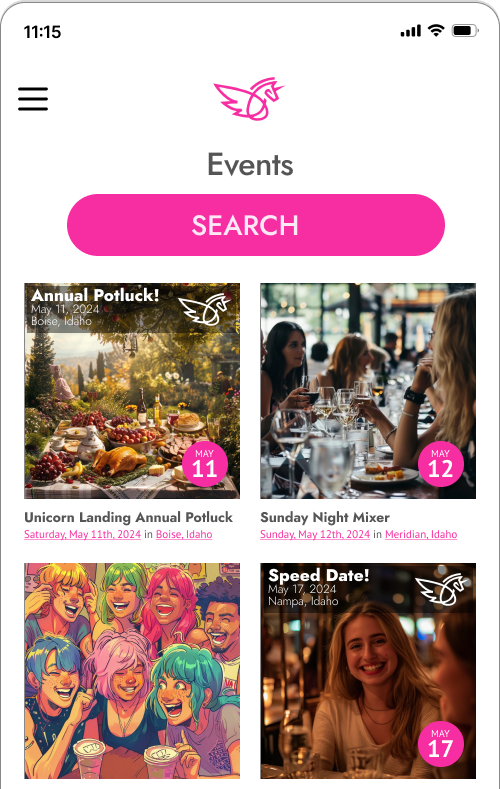 11:15
Events
SEARCH
Annual Potluck!
May 11, 2024
Boise, Idaho
MAY
11
MAY
12
Unicorn Landing Annual Potluck
Saturday, May 11th, 2024 in Boise, Idaho
Sunday Night Mixer
Sunday, May 12th, 2024 in Meridian, Idaho
Speed Date!
May 17, 2024
Nampa, Idaho
MAY
17